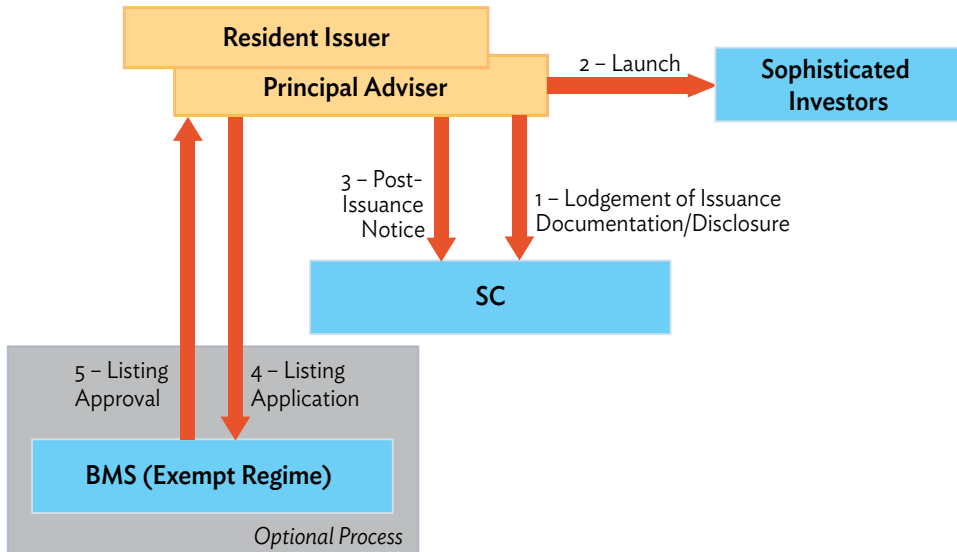 Resident Issuer
Principal Adviser
2 – Launch
Sophisticated
Investors
3 – Post-
Issuance
Notice
1 – Lodgement of Issuance
Documentation/Disclosure
SC
5 – Listing
Approval
4 – Listing
Application
BMS (Exempt Regime)
Optional Process